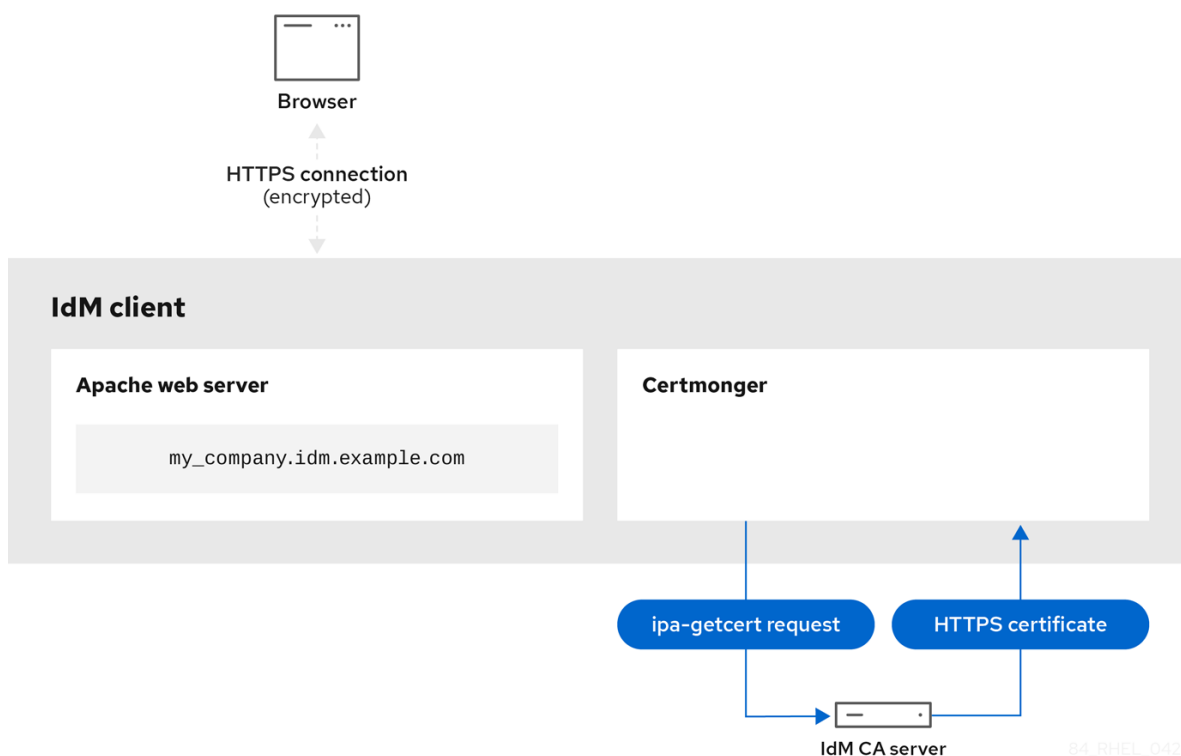 Browser
HTTPS connection
(encrypted)
IdM client
Apache web server
my_company.idm.example.com
Certmonger
ipa-getcert request
HTTPS certificate
IdM CA server
84_RHEL_042